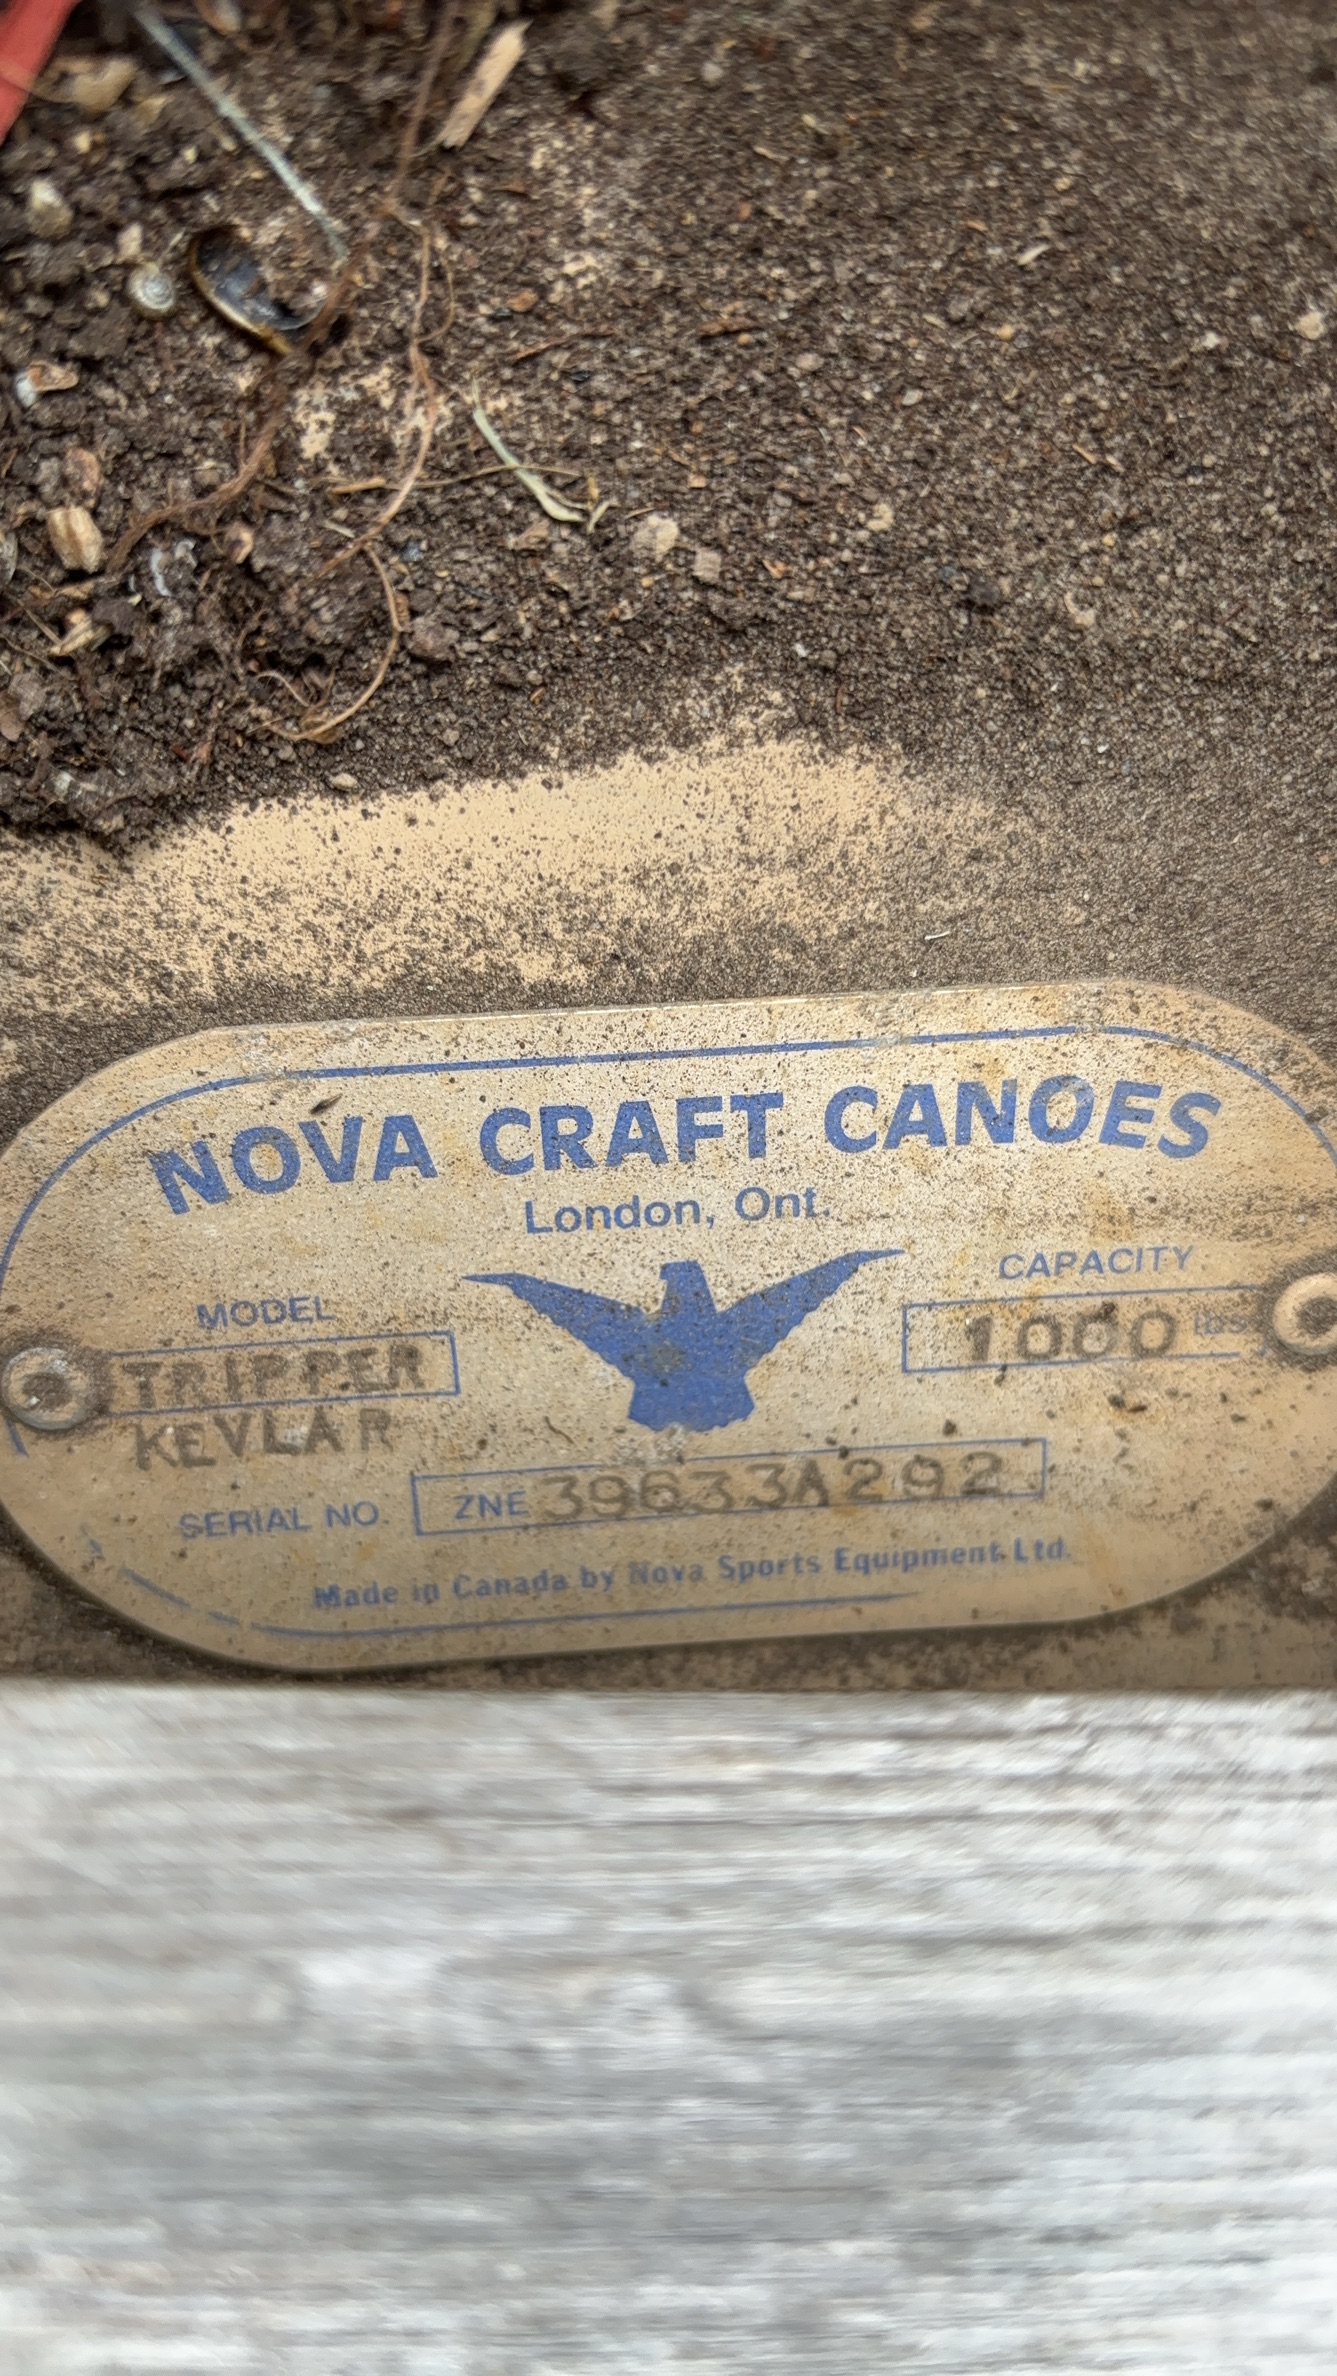 NOVA CRAFT CANOES
London, Ont.
MODEL
TRIPPER
KEVLAR
CAPACITY
1000 lbs
SERIAL NO. ZNE 39633A292
Made in Canada by Nova Sports Equipment Ltd.